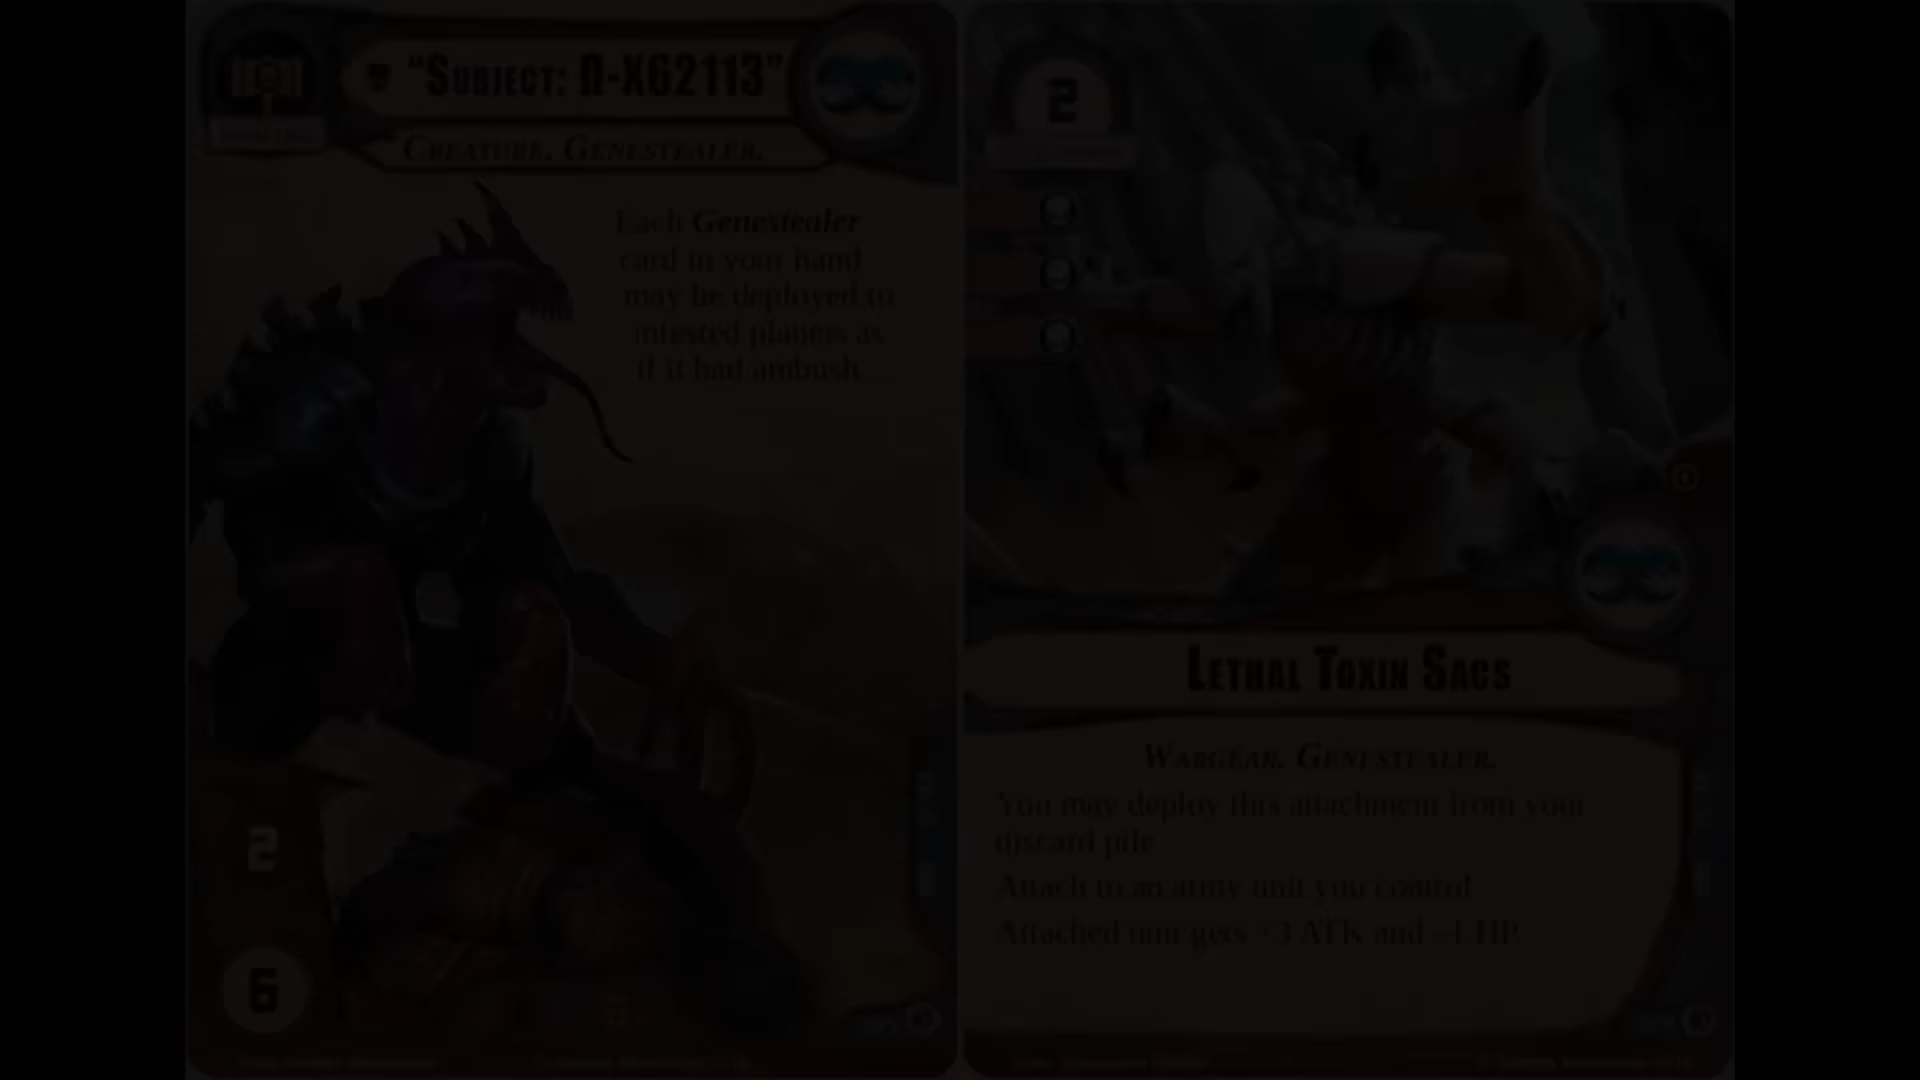 “Subject: Ω-X62113”
Creature. Genestealer.
Each Genestealer
card in your hand
may be deployed to
infested planets as
if it had ambush.
2
6
2
Lethal Toxin Sacs
Wargear. Genestealer.
You may deploy this attachment from your
discard pile.
Attach to an army unit you control.
Attached unit gets +3 ATK and –1 HP.